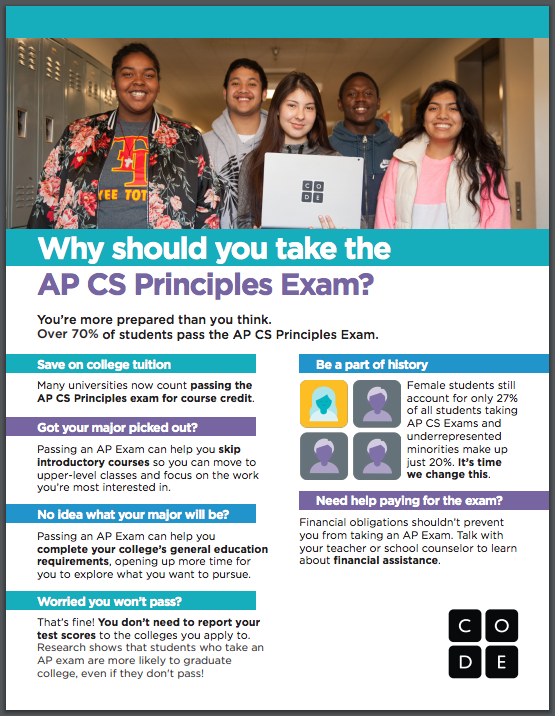 YEE TOT
C O
D E
Why should you take the
AP CS Principles Exam?
You're more prepared than you think.
Over 70% of students pass the AP CS Principles Exam.
Save on college tuition
Many universities now count passing the
AP CS Principles exam for course credit.
Got your major picked out?
Passing an AP Exam can help you skip
introductory courses so you can move to
upper-level classes and focus on the work
you're most interested in.
No idea what your major will be?
Passing an AP Exam can help you
complete your college's general education
requirements, opening up more time for
you to explore what you want to pursue.
Worried you won't pass?
That's fine! You don't need to report your
test scores to the colleges you apply to.
Research shows that students who take an
AP exam are more likely to graduate
college, even if they don't pass!
Be a part of history
Female students still
account for only 27%
of all students taking
AP CS Exams and
underrepresented
minorities make up
just 20%. It's time
we change this.
Need help paying for the exam?
Financial obligations shouldn't prevent
you from taking an AP Exam. Talk with
your teacher or school counselor to learn
about financial assistance.
C O
D E